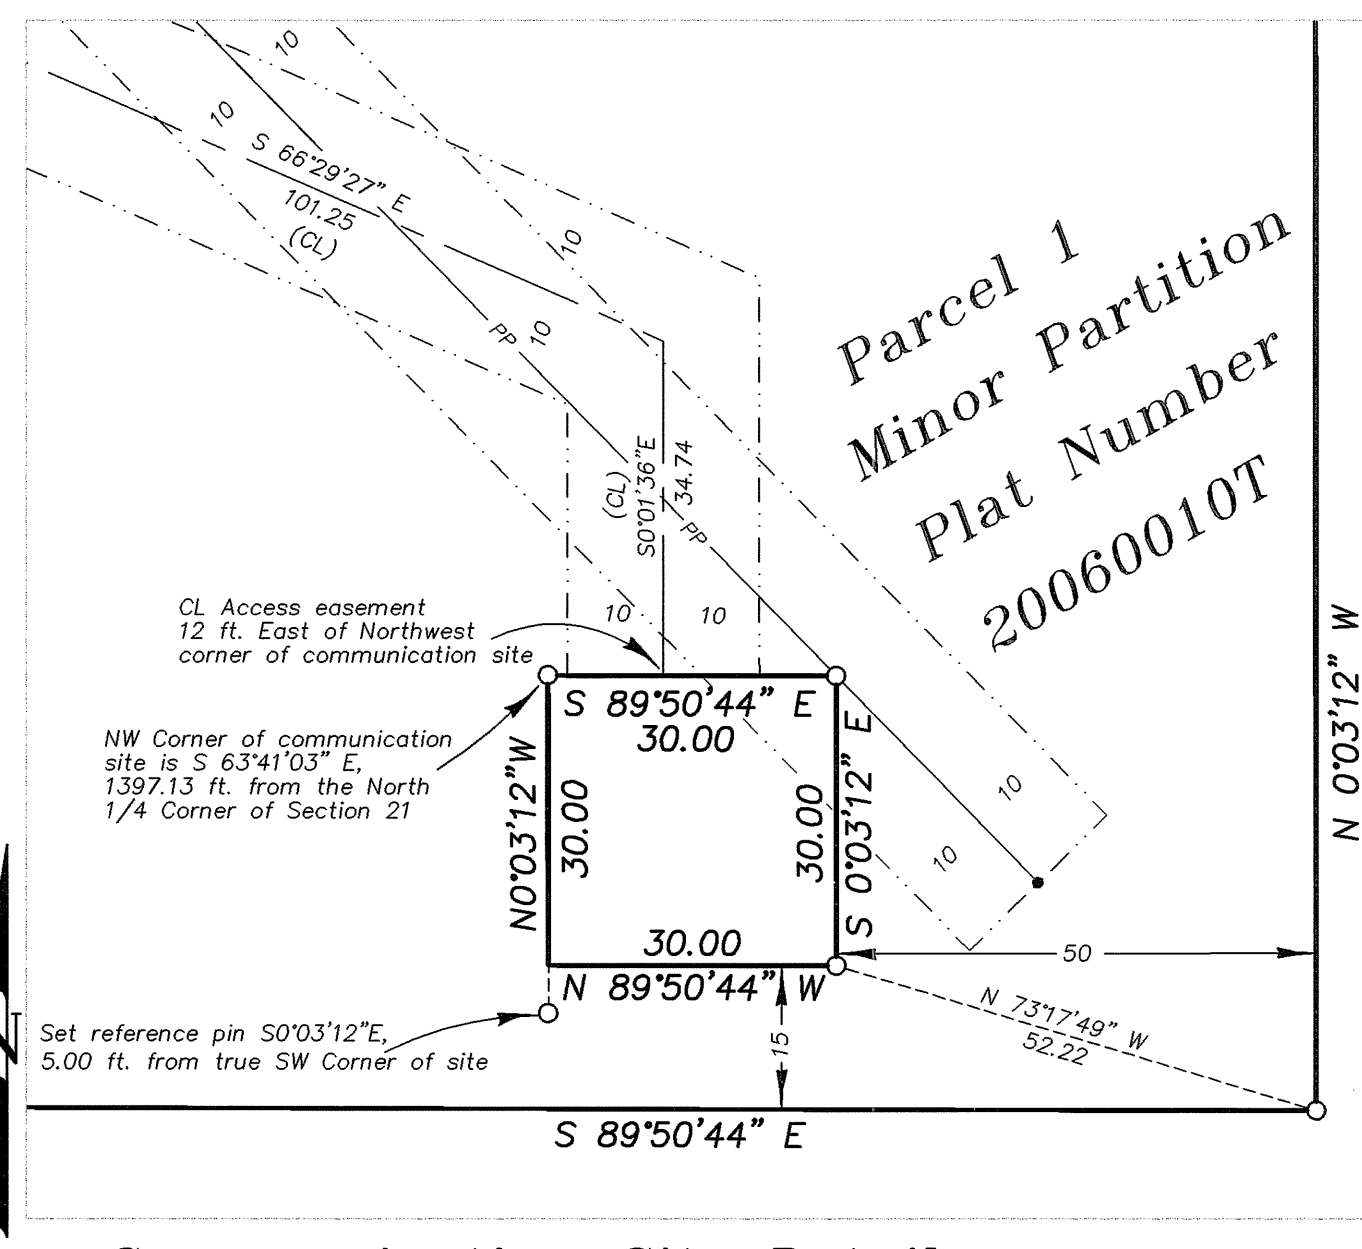 10
10
S 66°29'27" E
101.25
(CL)
10
PP
10
Parcel 1
Minor Partition
Plat Number
20060010T
(CL)
S0°01'36"E
34.74
PP
CL Access easement
12 ft. East of Northwest
corner of communication site
10
10
N 0°03'12" W
S 89°50'44" E
30.00
NW Corner of communication
site is S 63°41'03" E,
1397.13 ft. from the North
1/4 Corner of Section 21
N0°03'12"W
30.00
30.00
S 0°03'12" E
10
10
30.00
N 89°50'44" W
50
N 73°17'49" W
52.22
Set reference pin S0°03'12"E,
5.00 ft. from true SW Corner of site
15
S 89°50'44" E